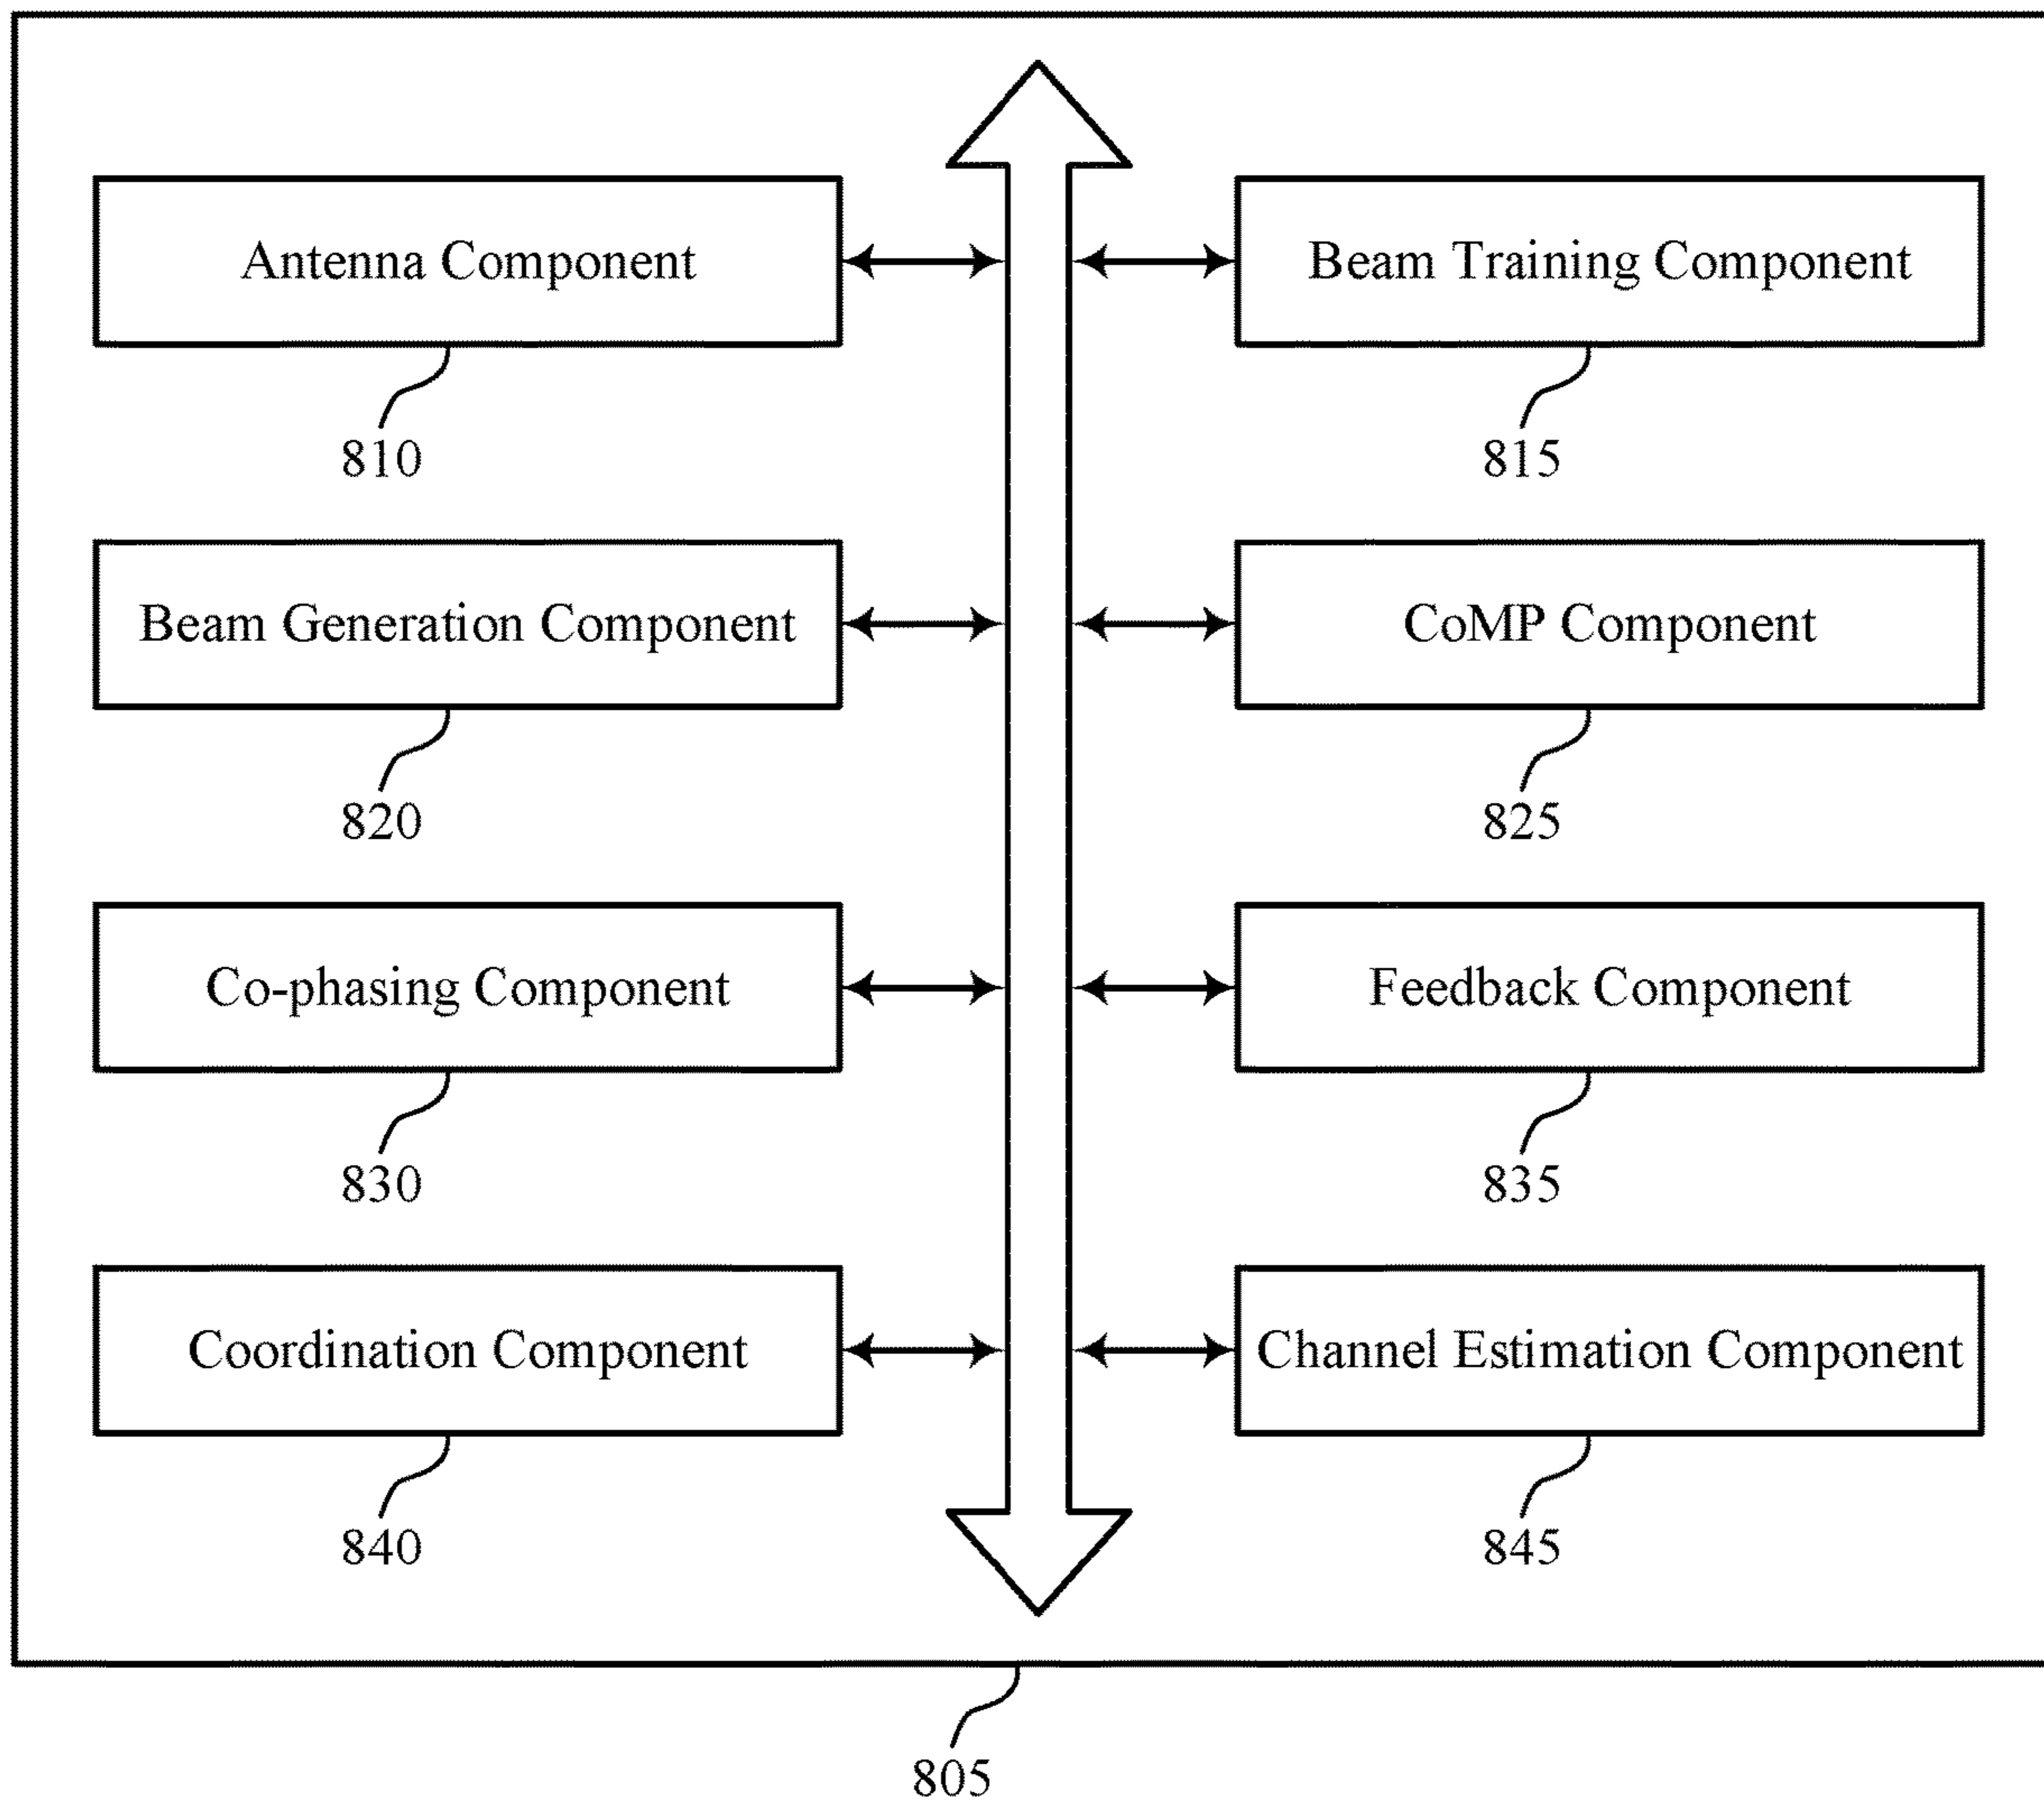 Antenna Component
Beam Training Component
810
815
Beam Generation Component
CoMP Component
820
825
Co-phasing Component
Feedback Component
830
835
Coordination Component
Channel Estimation Component
840
845
805